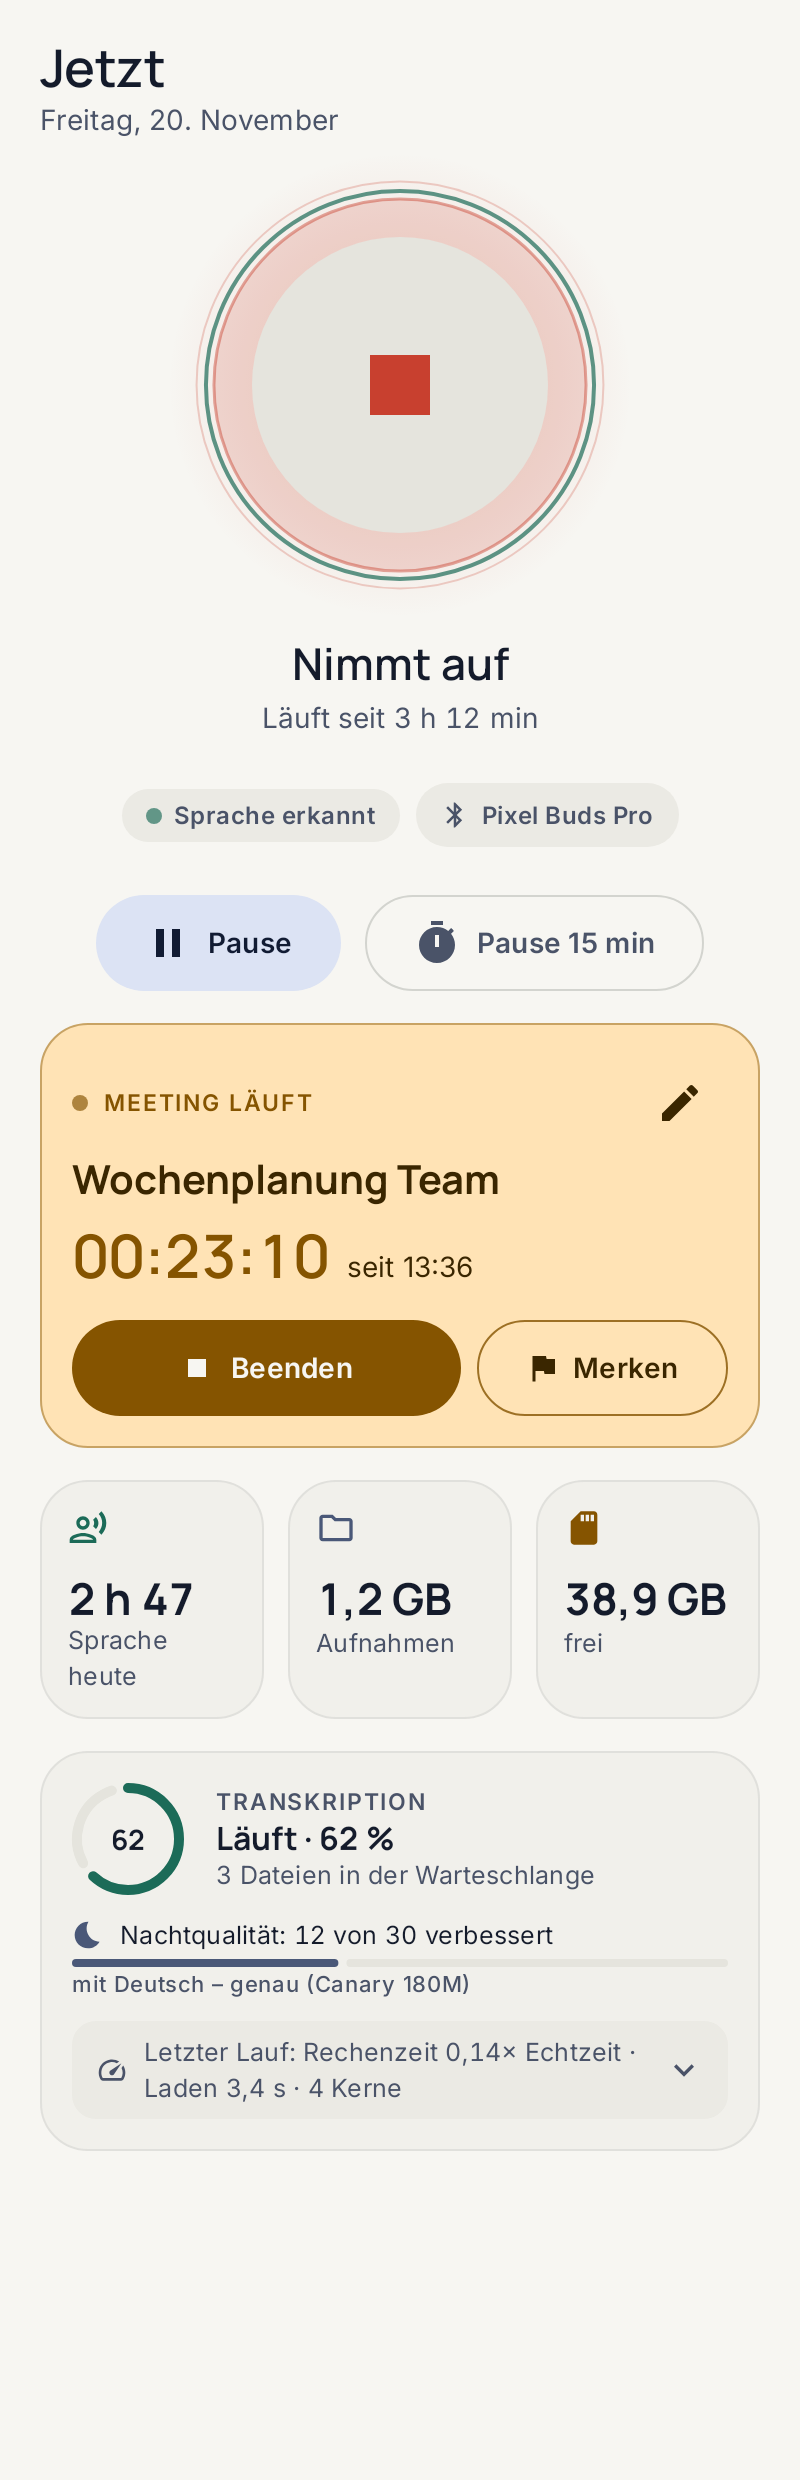 Jetzt
Freitag, 20. November
Nimmt auf
Läuft seit 3 h 12 min
Sprache erkannt
Pixel Buds Pro
Pause
Pause 15 min
MEETING LÄUFT
Wochenplanung Team
00:23:10 seit 13:36
Beenden
Merken
2 h 47
Sprache
heute
1,2 GB
Aufnahmen
38,9 GB
frei
62
TRANSKRIPTION
Läuft · 62 %
3 Dateien in der Warteschlange
Nachtqualität: 12 von 30 verbessert
mit Deutsch – genau (Canary 180M)
Letzter Lauf: Rechenzeit 0,14× Echtzeit ·
Laden 3,4 s · 4 Kerne